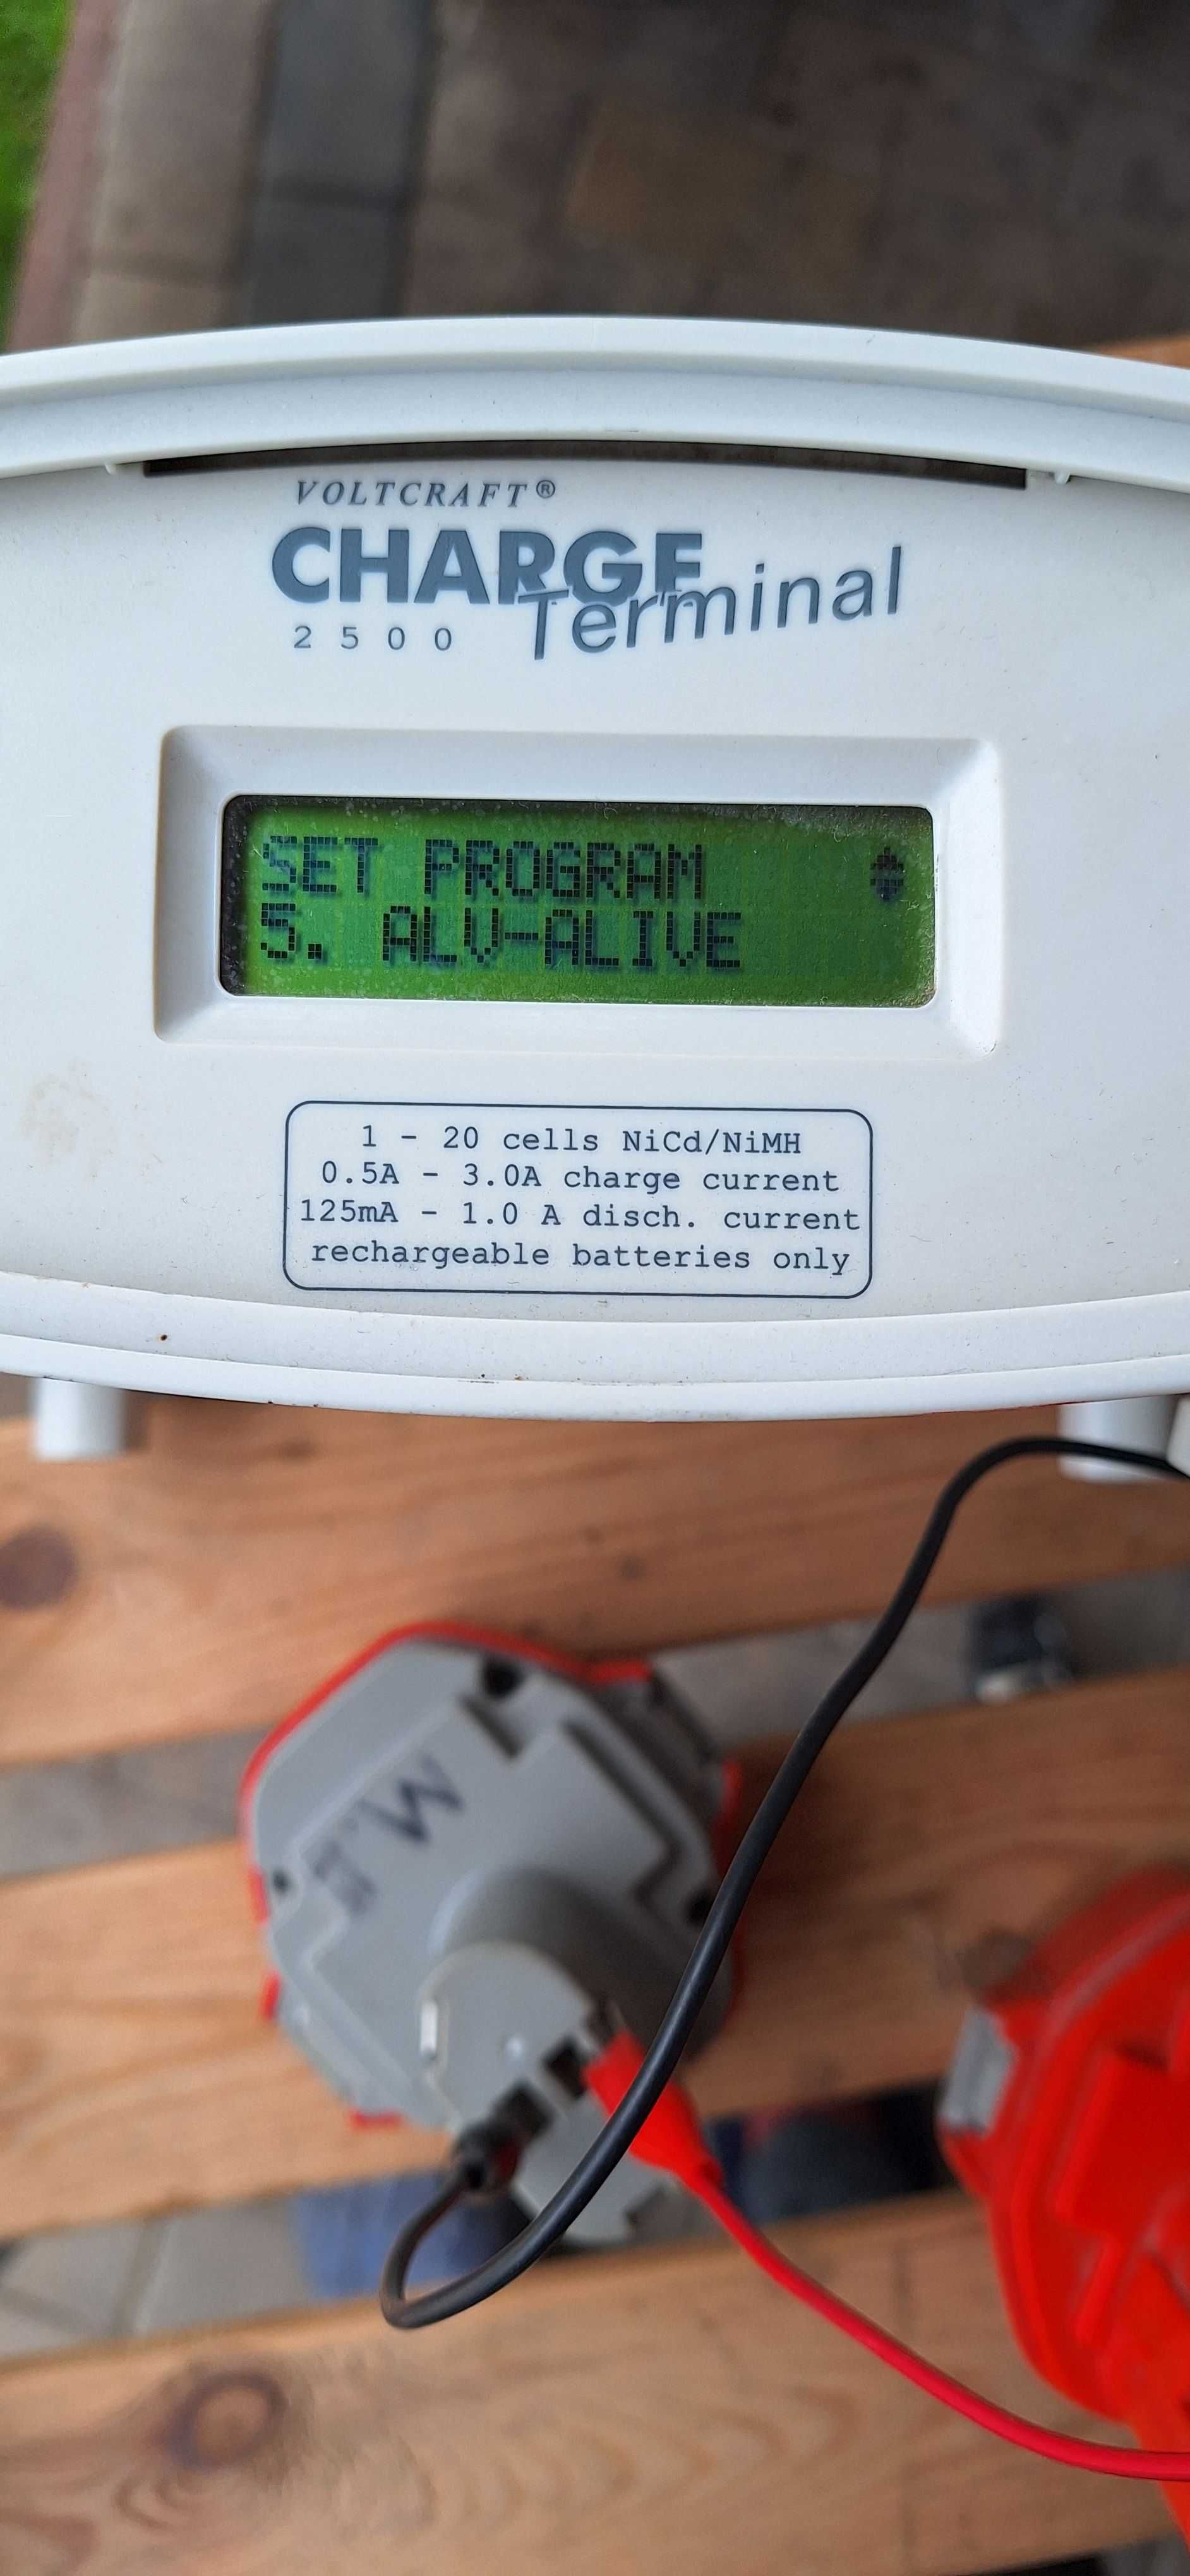 VOLTCRAFT®
CHARGE
Terminal
2500
SET PROGRAM
5. ALV-ALIVE
1 - 20 cells NiCd/NiMH
0.5A - 3.0A charge current
125mA - 1.0 A disch. current
rechargeable batteries only